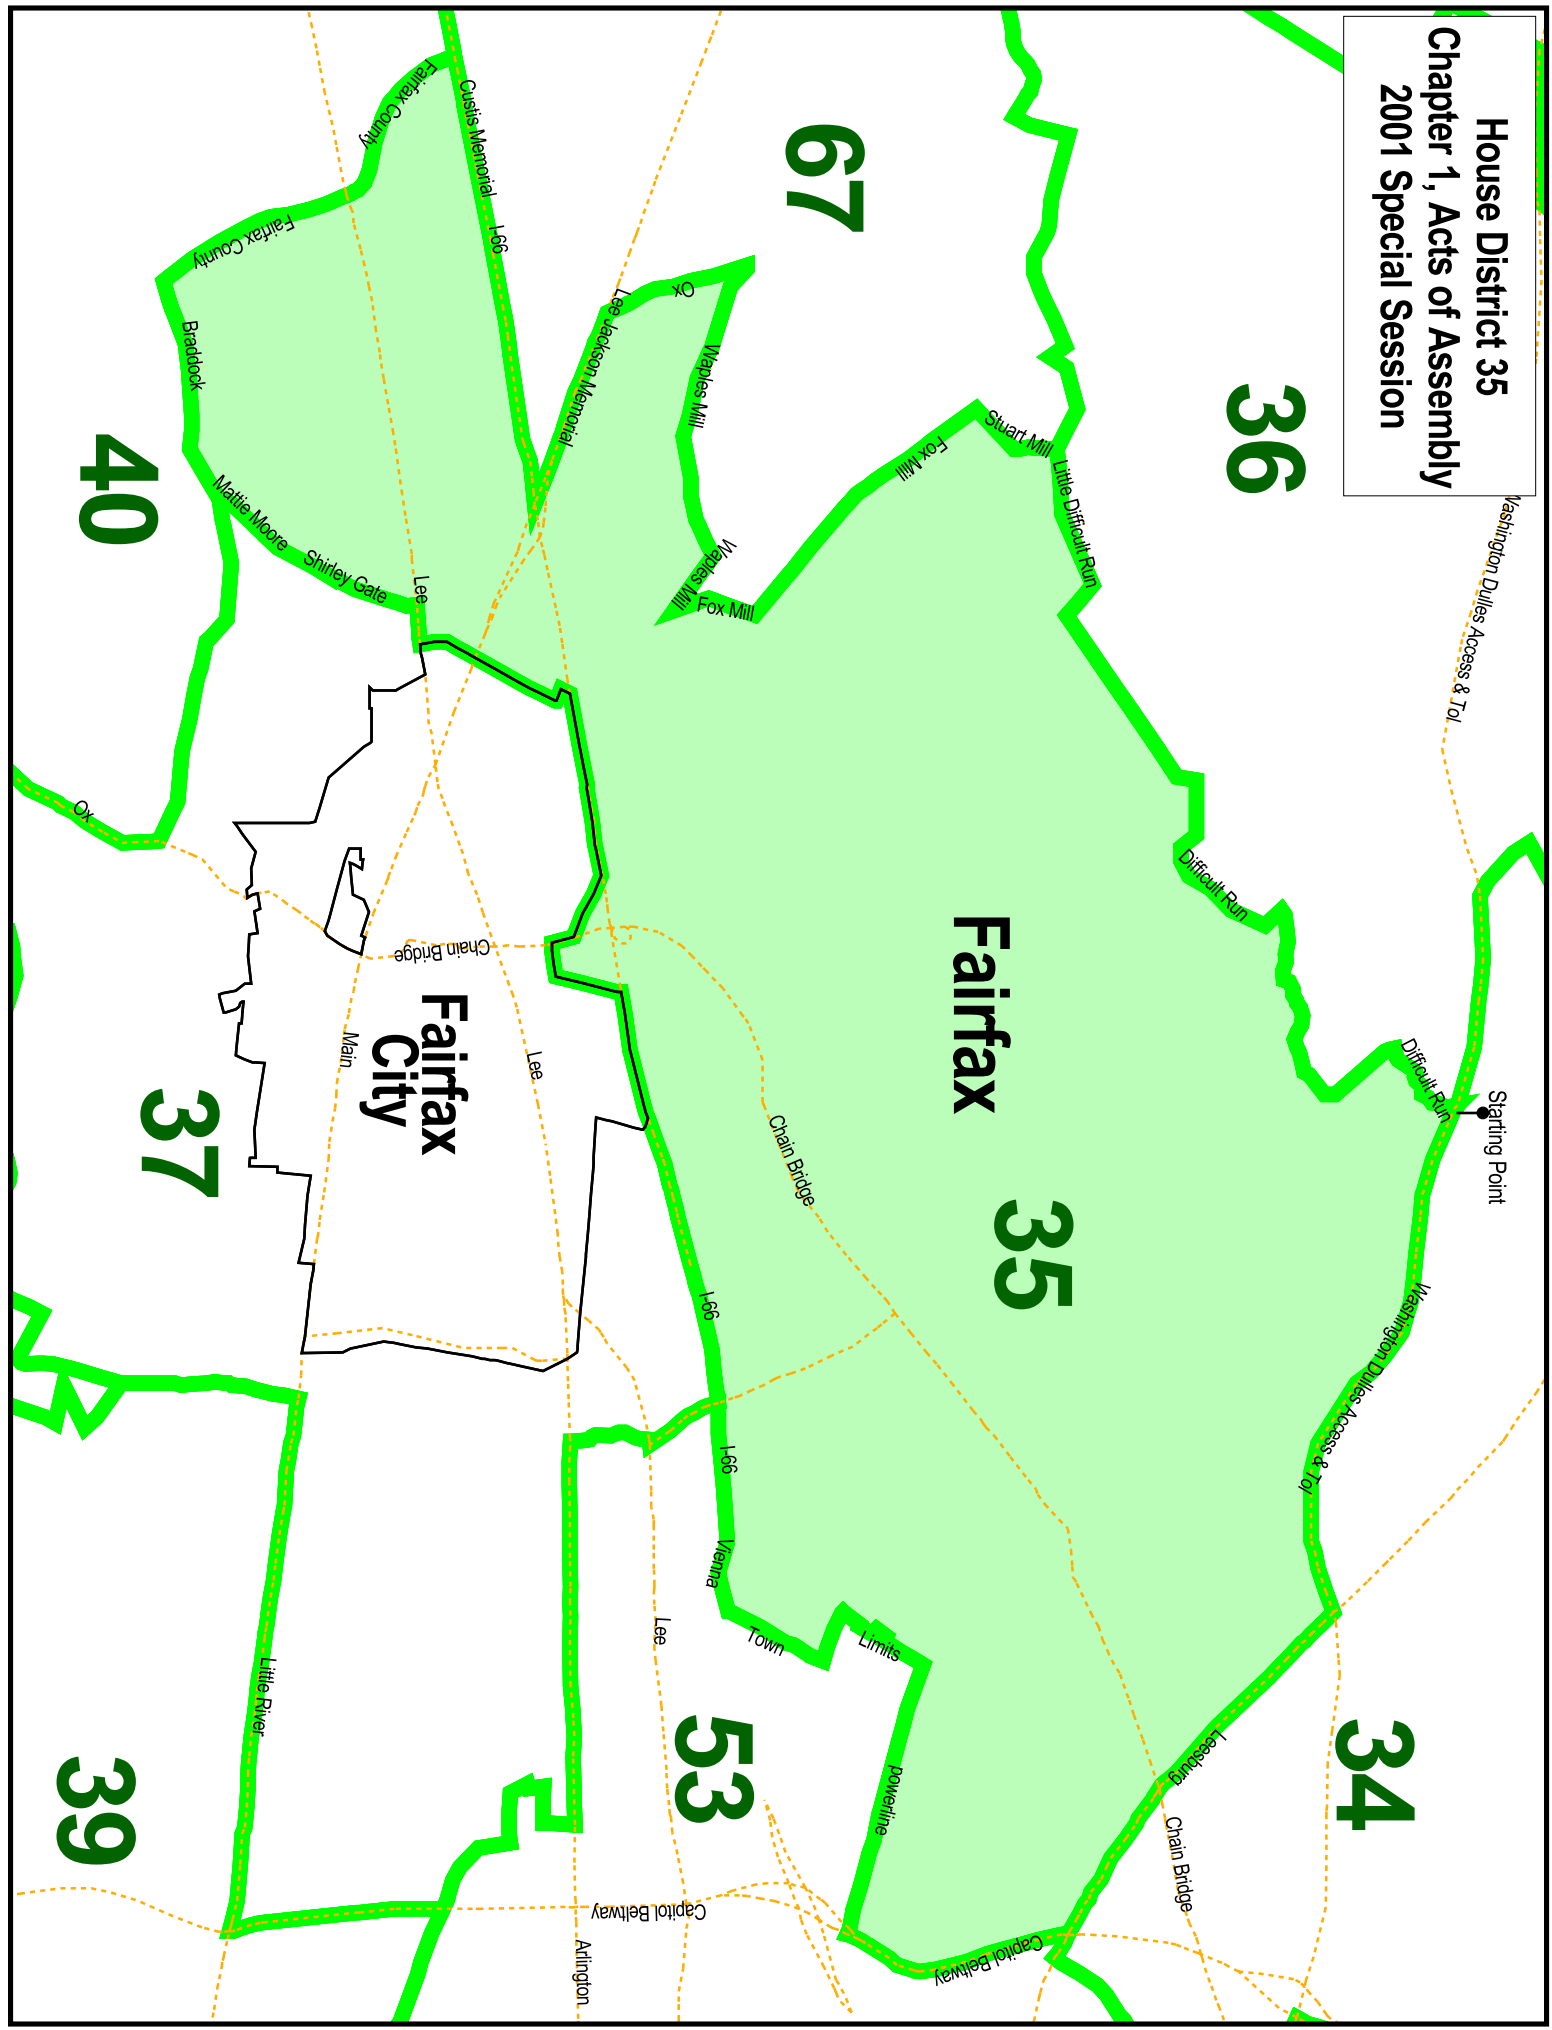 House District 35
Chapter 1, Acts of Assembly
2001 Special Session
Washington Dulles Access & Tol
Starting Point
36
34
67
Little Difficult Run
Stuart Mill
Fox Mill
Difficult Run
Difficult Run
Washington Dulles Access & Tol
Leesburg
Chain Bridge
Fairfax
35
Ox
Waples Mill
Waples Mill
Fox Mill
Chain Bridge
Lee Jackson Memorial
Custis Memorial
I-66
I-66
I-66
Vienna
Town
Limits
powerline
Capitol Beltway
Fairfax County
Fairfax County
Braddock
Mattie Moore
Shirley Gate
Lee
Chain Bridge
Lee
Fairfax
City
Main
53
Lee
Capitol Beltway
Arlington
40
Ox
37
Little River
39